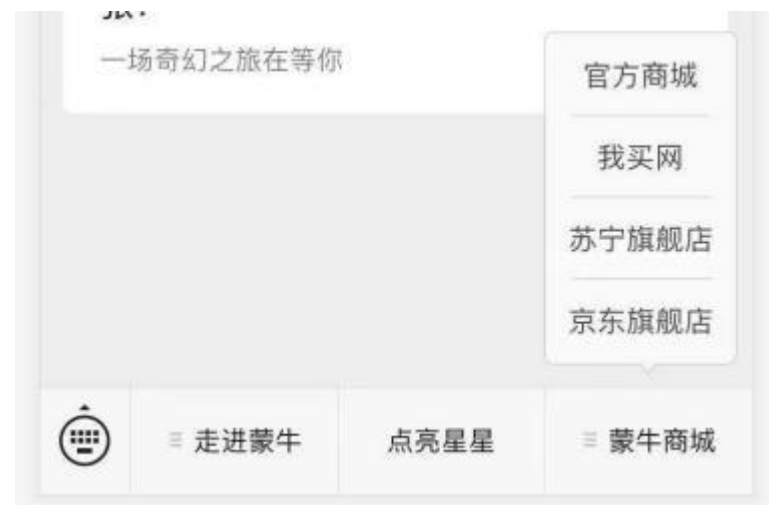 一场奇幻之旅在等你
官方商城
我买网
苏宁旗舰店
京东旗舰店
走进蒙牛
点亮星星
蒙牛商城